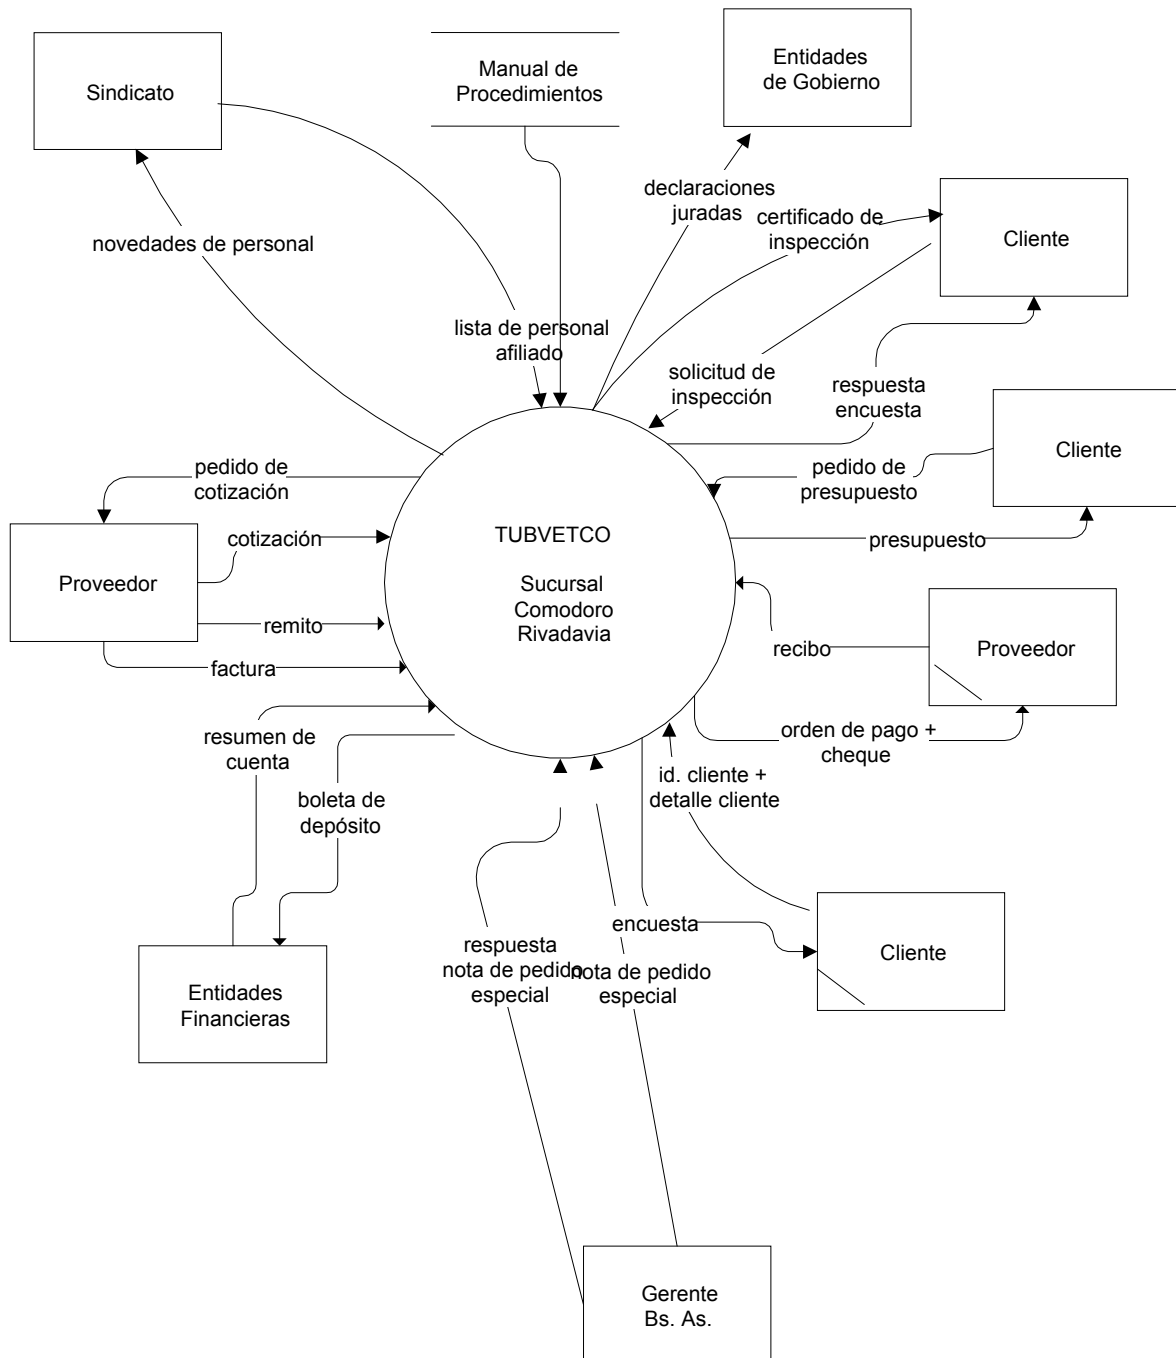 Sindicato
Manual de
Procedimientos
Entidades
de Gobierno
declaraciones
juradas
certificado de
inspección
Cliente
novedades de personal
lista de personal
afiliado
solicitud de
inspección
respuesta
encuesta
pedido de
cotización
pedido de
presupuesto
Cliente
cotización
TUBVETCO
presupuesto
Proveedor
Sucursal
Comodoro
Rivadavia
remito
factura
recibo
Proveedor
resumen de
cuenta
orden de pago +
cheque
boleta de
depósito
id. cliente +
detalle cliente
encuesta
Cliente
respuesta
nota de pedido
especial
nota de pedido
especial
Entidades
Financieras
Gerente
Bs. As.